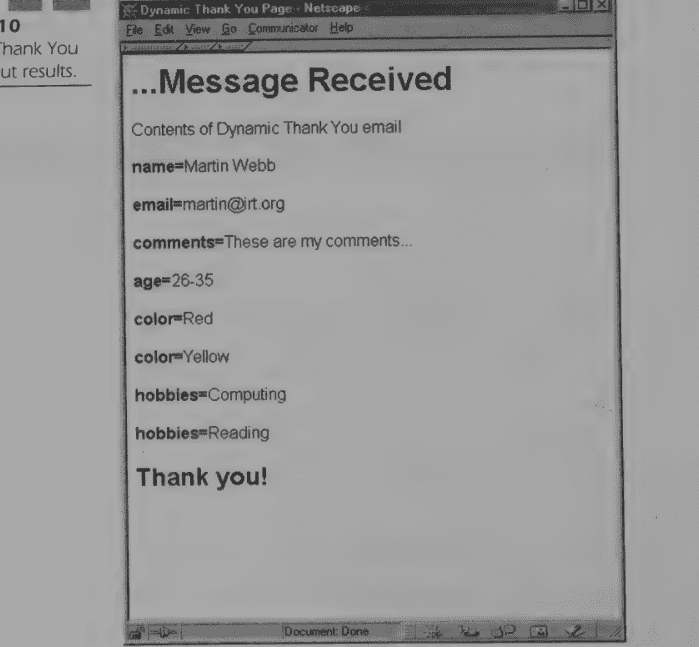 10
Thank You
ut results.
Dynamic Thank You Page - Netscape
File Edit View Go Communicator Help
...Message Received
Contents of Dynamic Thank You email
name=Martin Webb
email=martin@irt.org
comments=These are my comments...
age=26-35
color=Red
color=Yellow
hobbies=Computing
hobbies=Reading
Thank you!
Document: Done